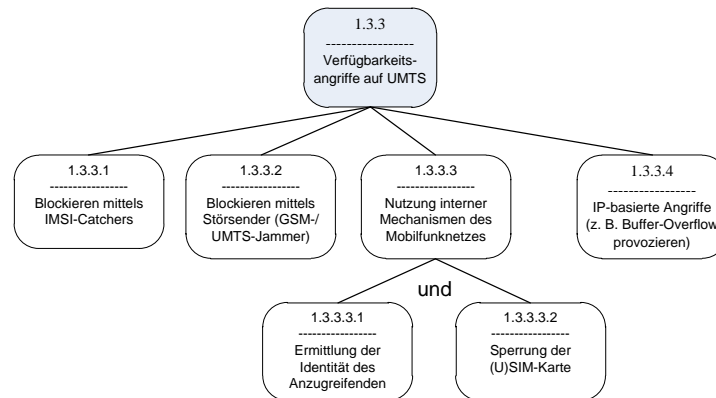 1.3.3
-----------------
Verfügbarkeits-
angriffe auf UMTS
1.3.3.1
-----------------
Blockieren mittels
IMSI-Catchers
1.3.3.2
-----------------
Blockieren mittels
Störsender (GSM-/
UMTS-Jammer)
1.3.3.3
-----------------
Nutzung interner
Mechanismen des
Mobilfunknetzes
1.3.3.4
-----------------
IP-basierte Angriffe
(z. B. Buffer-Overflow
provozieren)
und
1.3.3.3.1
-----------------
Ermittlung der
Identität des
Anzugreifenden
1.3.3.3.2
-----------------
Sperrung der
(U)SIM-Karte